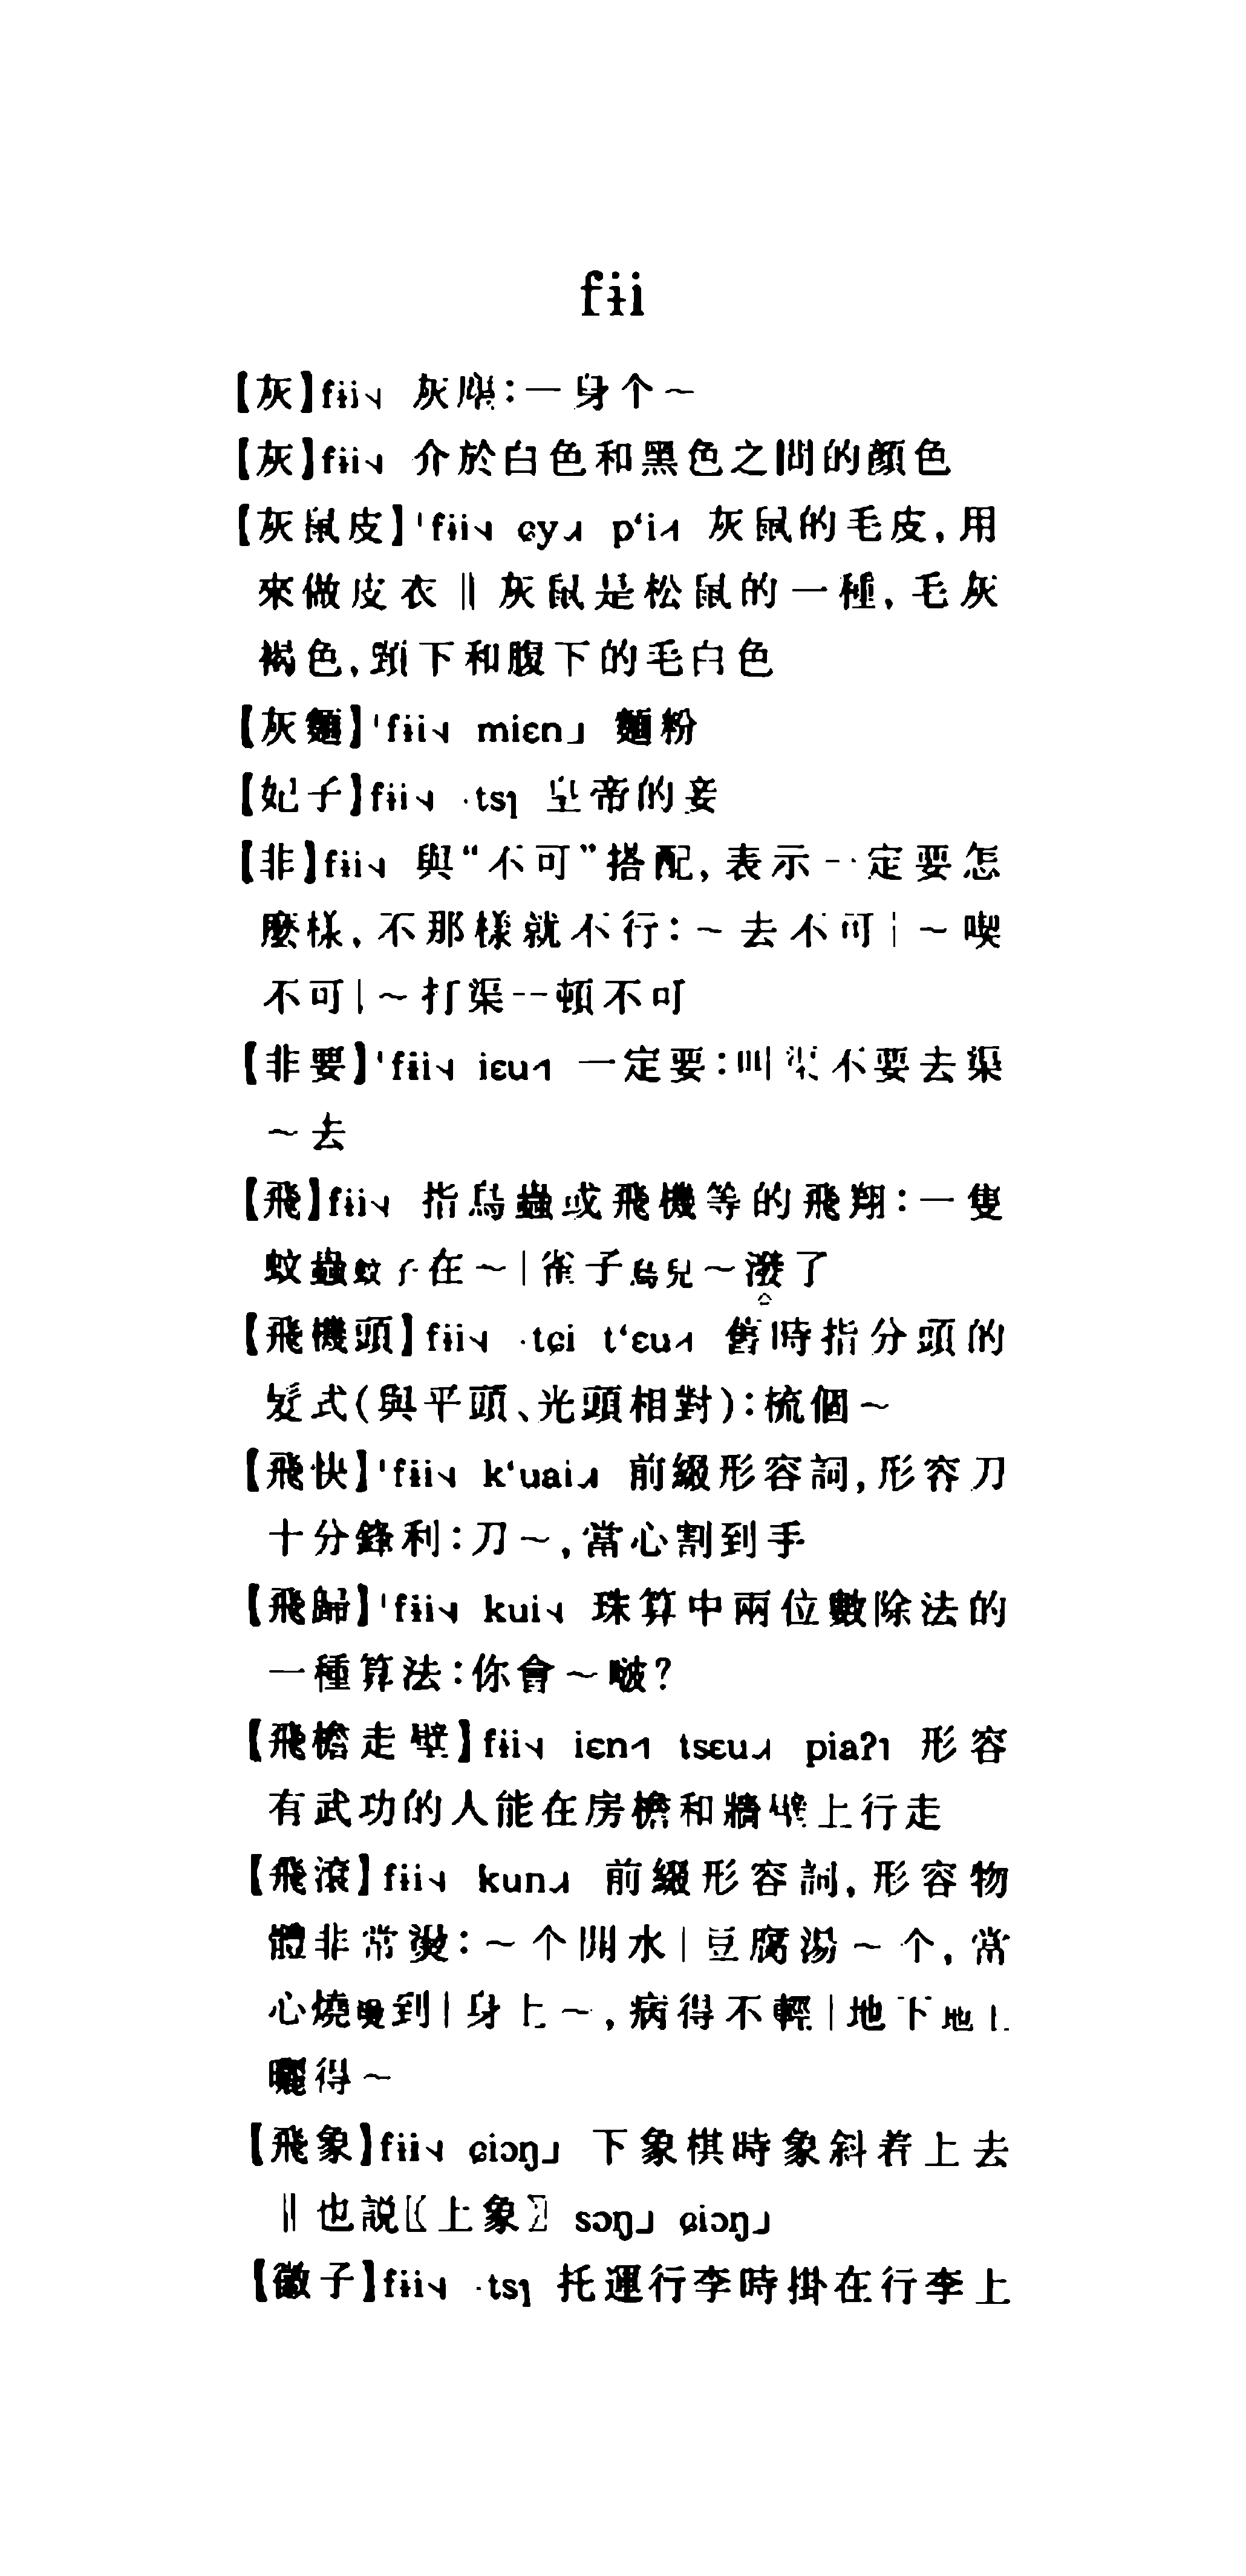 fɨi
【灰】fɨi˧˨ 灰塵：一身个～
【灰】fɨi˧˨ 介於白色和黑色之間的顏色
【灰鼠皮】ˈfɨi˧˨ ɕy˨˦ pʻi˧˥ 灰鼠的毛皮，用
來做皮衣‖灰鼠是松鼠的一種，毛灰
褐色，頸下和腹下的毛白色
【灰麵】ˈfɨi˧˨ miɛn˩ 麵粉
【妃子】fɨi˧˨ ·tsɿ 皇帝的妾
【非】fɨi˧˨ 與“不可”搭配，表示一定要怎
麼樣，不那樣就不行：～去不可｜～喫
不可｜～打渠一頓不可
【非要】ˈfɨi˧˨ iɛu˧˥ 一定要：叫渠不要去渠
～去
【飛】fɨi˧˨ 指鳥蟲或飛機等的飛翔：一隻
蚊蟲蚊子在～｜雀子鳥兒～潑了
【飛機頭】fɨi˧˨ ·tɕi tʻɛu˧˥ 舊時指分頭的
髮式（與平頭、光頭相對）：梳個～
【飛快】ˈfɨi˧˨ kʻuai˨˦ 前綴形容詞，形容刀
十分鋒利：刀～，當心割到手
【飛歸】ˈfɨi˧˨ kui˧˨ 珠算中兩位數除法的
一種算法：你會～啵？
【飛檐走壁】fɨi˧˨ iɛn˧˥ tsɛu˨˦ piaʔ˥ 形容
有武功的人能在房檐和牆壁上行走
【飛滾】fɨi˧˨ kun˨˦ 前綴形容詞，形容物
體非常燙：～个開水｜豆腐湯～个，當
心燒燙到｜身上～，病得不輕｜地下地上
曬得～
【飛象】fɨi˧˨ ɕiɔŋ˩ 下象棋時象斜着上去
‖也説〖上象〗sɔŋ˩ ɕiɔŋ˩
【徽子】fɨi˧˨ ·tsɿ 托運行李時掛在行李上